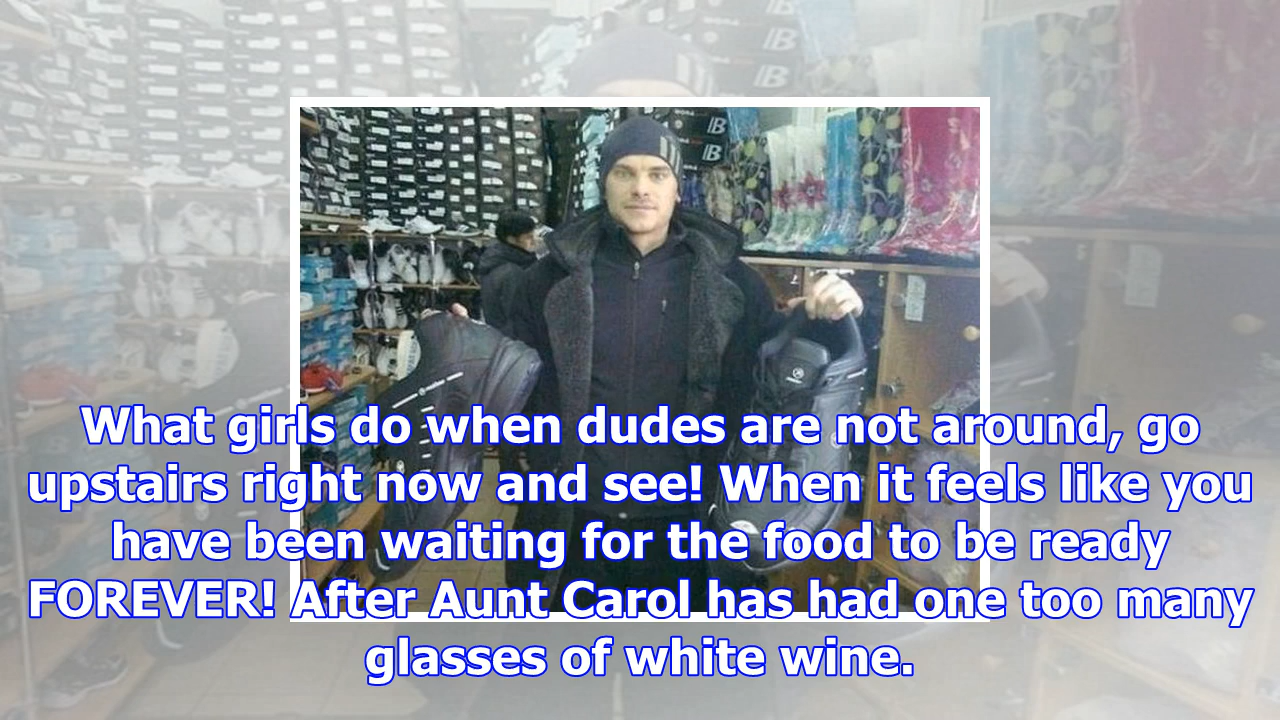 What girls do when dudes are not around, go
upstairs right now and see! When it feels like you
have been waiting for the food to be ready
FOREVER! After Aunt Carol has had one too many
glasses of white wine.